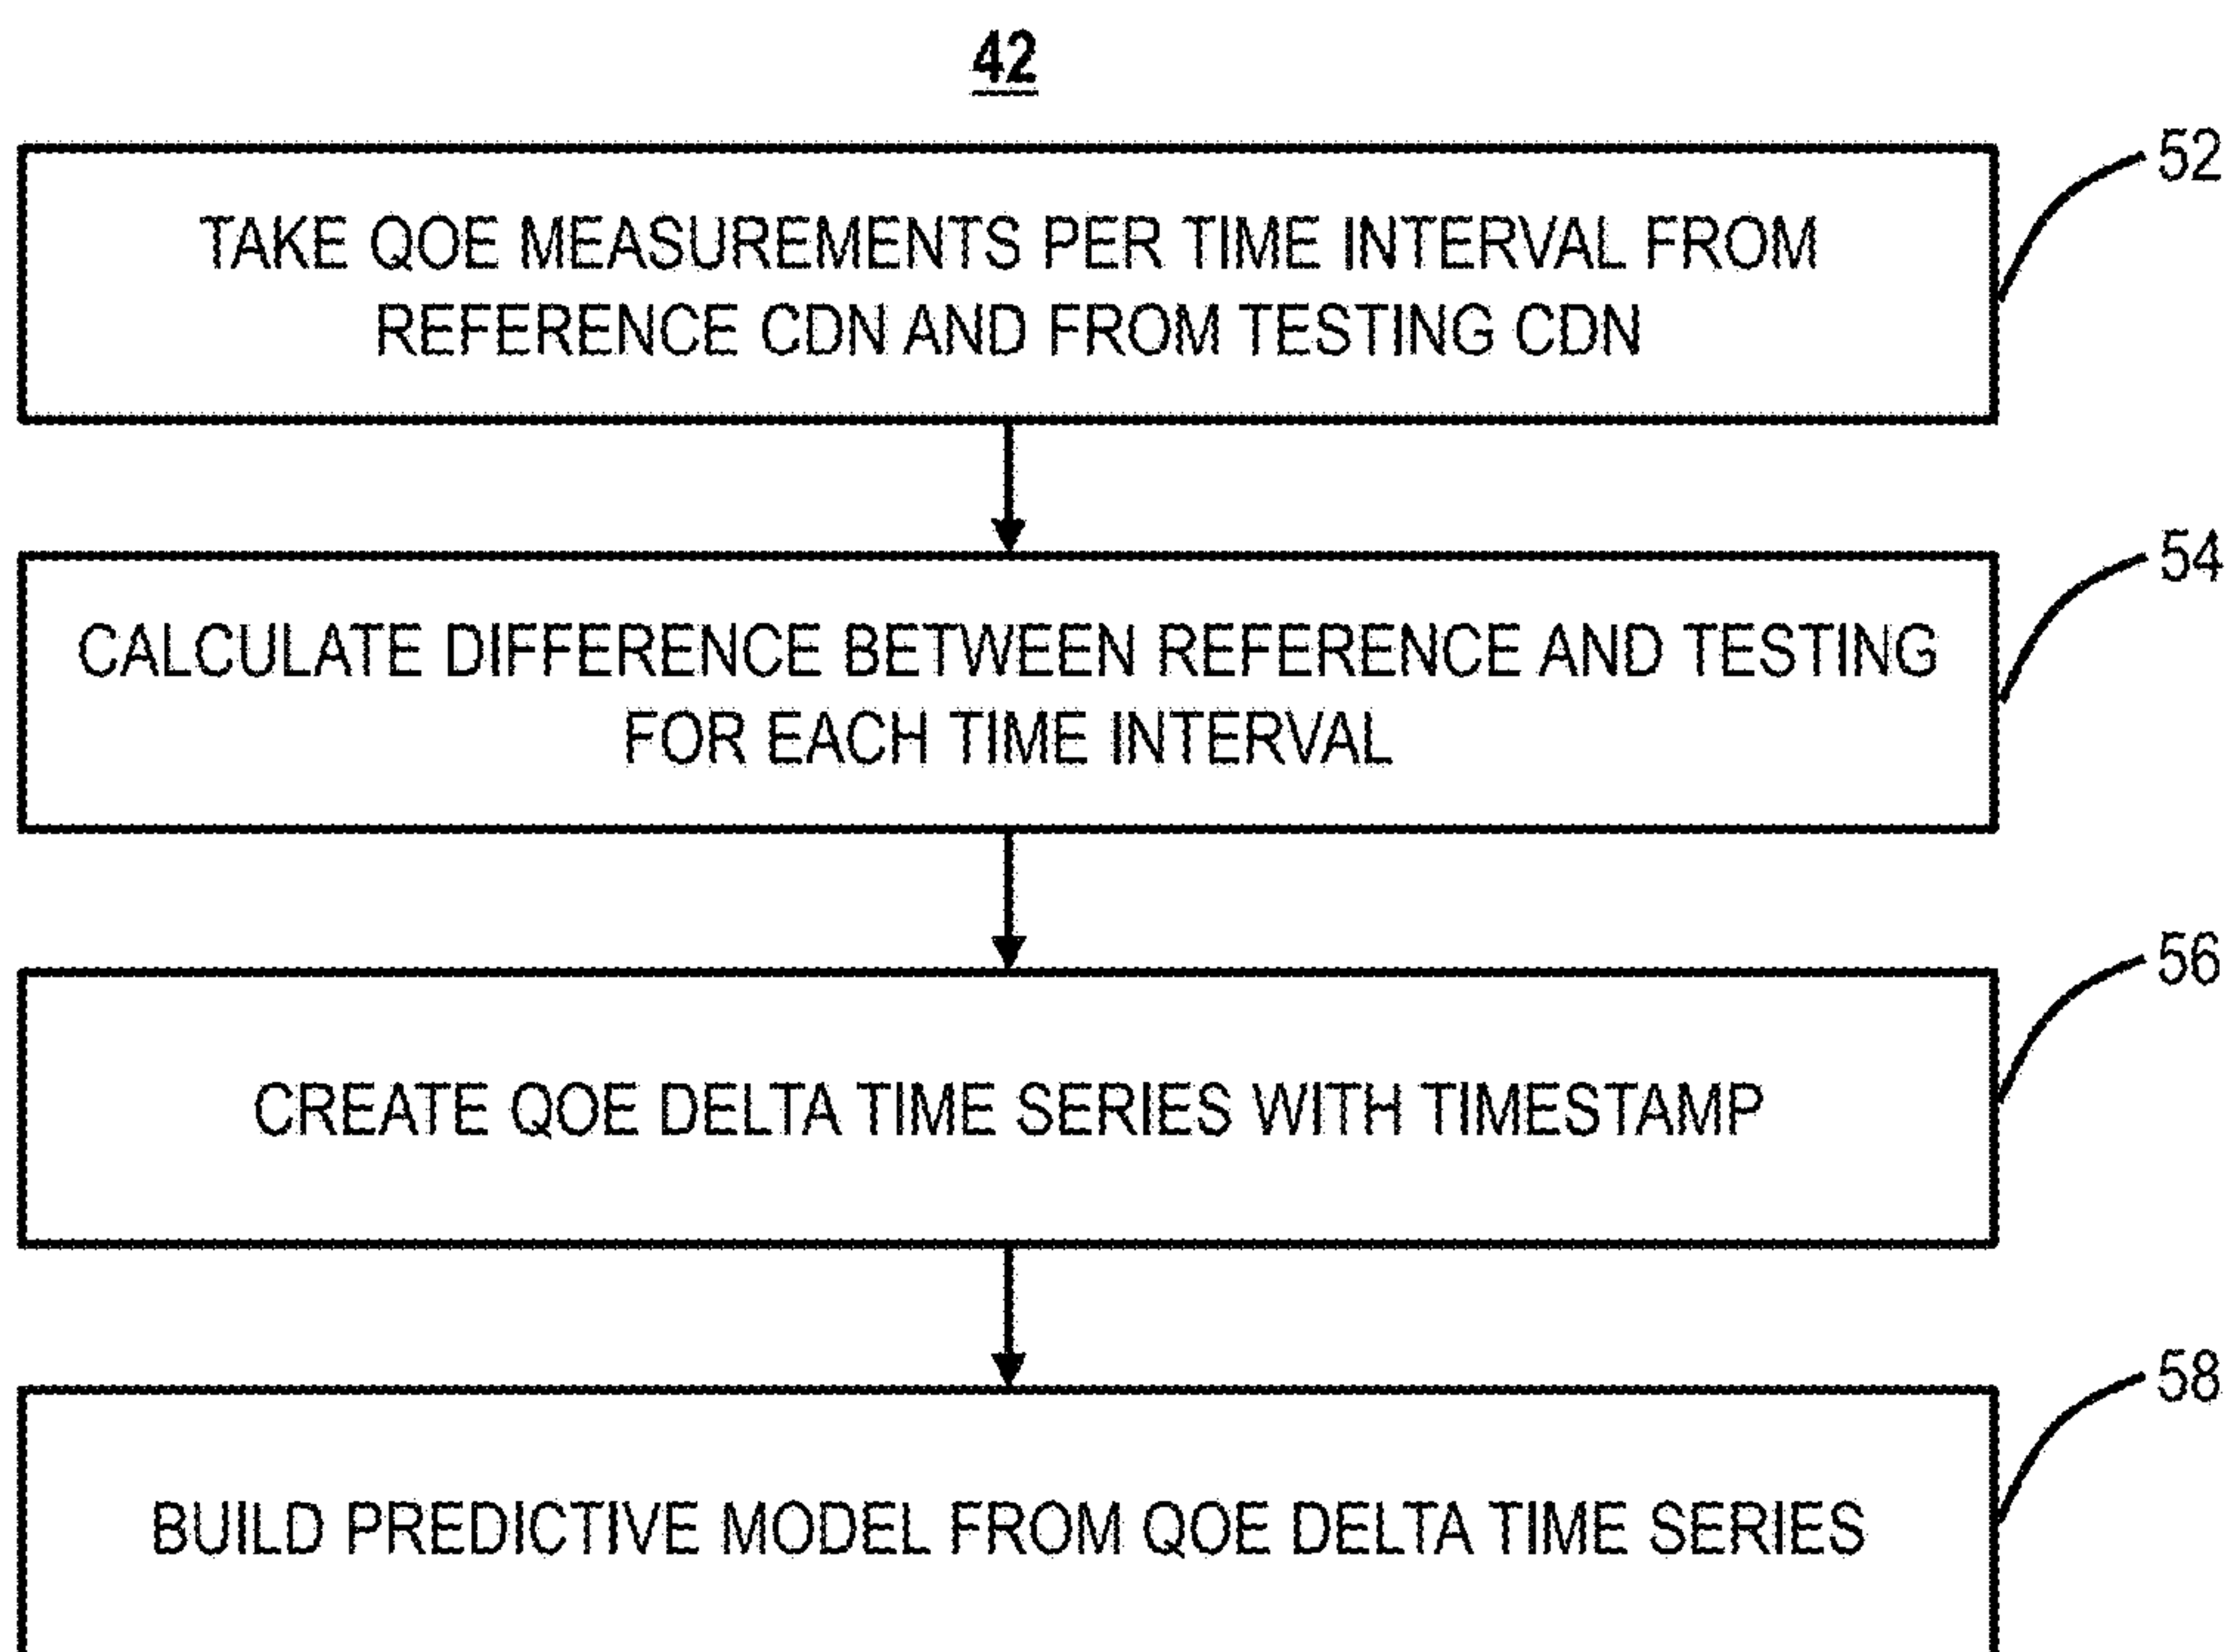 42
52
TAKE QOE MEASUREMENTS PER TIME INTERVAL FROM
REFERENCE CDN AND FROM TESTING CDN
54
CALCULATE DIFFERENCE BETWEEN REFERENCE AND TESTING
FOR EACH TIME INTERVAL
56
CREATE QOE DELTA TIME SERIES WITH TIMESTAMP
58
BUILD PREDICTIVE MODEL FROM QOE DELTA TIME SERIES